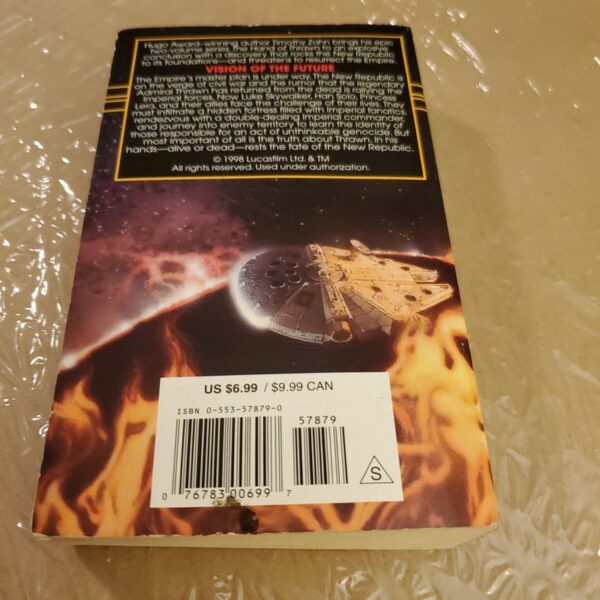 Hugo Award-winning author Timothy Zahn brings his epic
two-volume series The Hand of Thrawn to an explosive
conclusion with a discovery that rocks the New Republic
to its foundations—and threatens to resurrect the Empire.
VISION OF THE FUTURE
The Empire's master plan is under way. The New Republic is
on the verge of civil war and the rumor that the legendary
Admiral Thrawn has returned from the dead is rallying the
Imperial forces. Now Luke Skywalker, Han Solo, Princess
Leia, and their allies face the challenge of their lives. They
must infiltrate a hidden fortress filled with Imperial fanatics,
rendezvous with a double-dealing Imperial commander,
and journey into enemy territory to learn the identity of
those responsible for an act of unthinkable genocide. But
most important of all is the truth about Thrawn. In his
hands—alive or dead—rests the fate of the New Republic.
© 1998 Lucasfilm Ltd. & TM
All rights reserved. Used under authorization.
US $6.99 / $9.99 CAN
ISBN 0-553-57879-0
57879
S
0 76783 00699 7